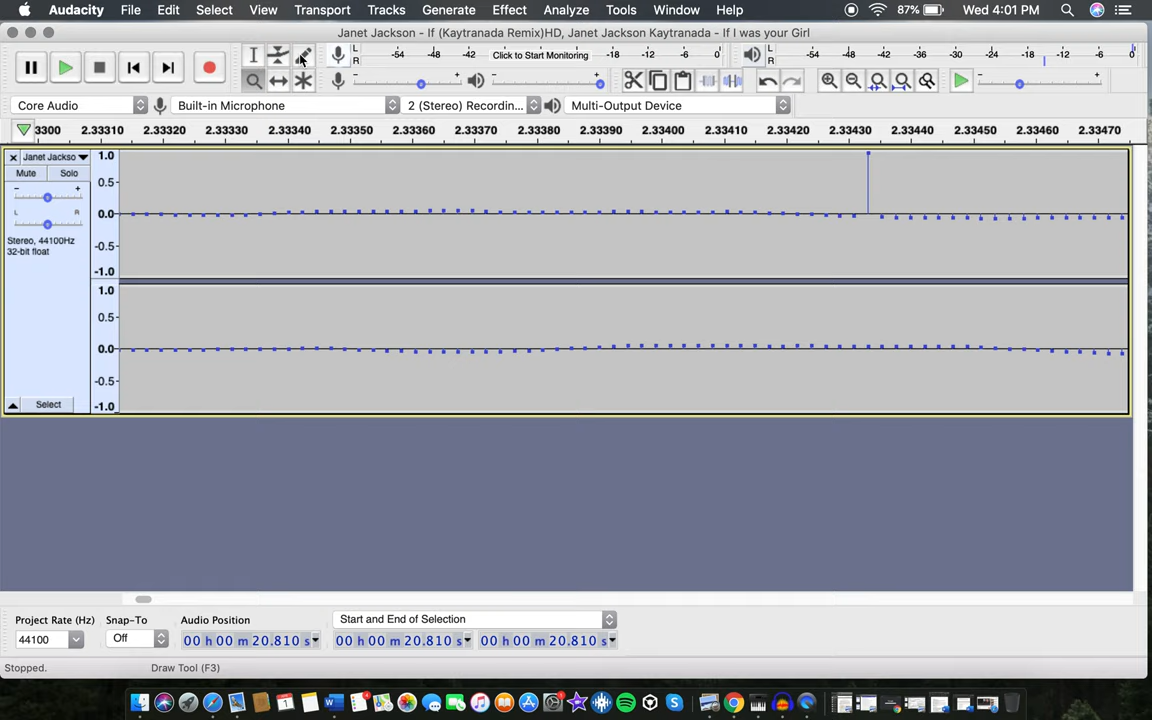 Audacity File Edit Select View Transport Tracks Generate Effect Analyze Tools Window Help 87% Wed 4:01 PM
Janet Jackson - If (Kaytranada Remix)HD, Janet Jackson Kaytranada - If I was your Girl
L R -54 -48 -42 Click to Start Monitoring -18 -12 -6 0 L R -54 -48 -42 -36 -30 -24 -18 -12 -6 0
- + - + - +
Core Audio Built-in Microphone 2 (Stereo) Recordin... Multi-Output Device
3300 2.33310 2.33320 2.33330 2.33340 2.33350 2.33360 2.33370 2.33380 2.33390 2.33400 2.33410 2.33420 2.33430 2.33440 2.33450 2.33460 2.33470
Janet Jackso 1.0
Mute Solo
- + 0.5
L R 0.0
Stereo, 44100Hz
32-bit float -0.5
-1.0
1.0
0.5
0.0
-0.5
Select -1.0
Project Rate (Hz) Snap-To Audio Position Start and End of Selection
44100 Off 00 h 00 m 20.810 s 00 h 00 m 20.810 s 00 h 00 m 20.810 s
Stopped. Draw Tool (F3)